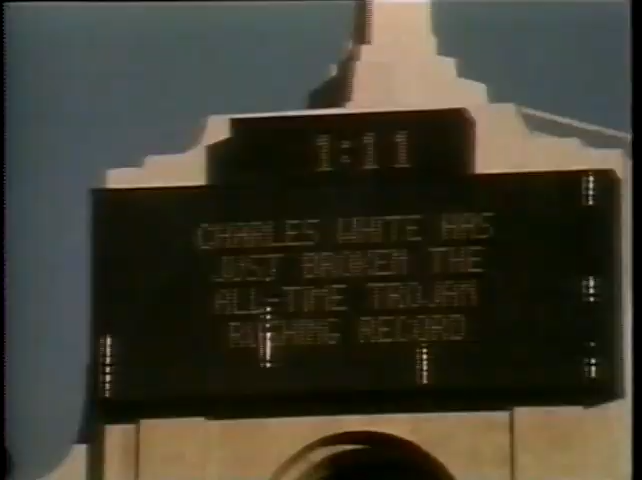 1:11
CHARLES WHITE HAS
JUST BROKEN THE
ALL-TIME TROJAN
RUSHING RECORD